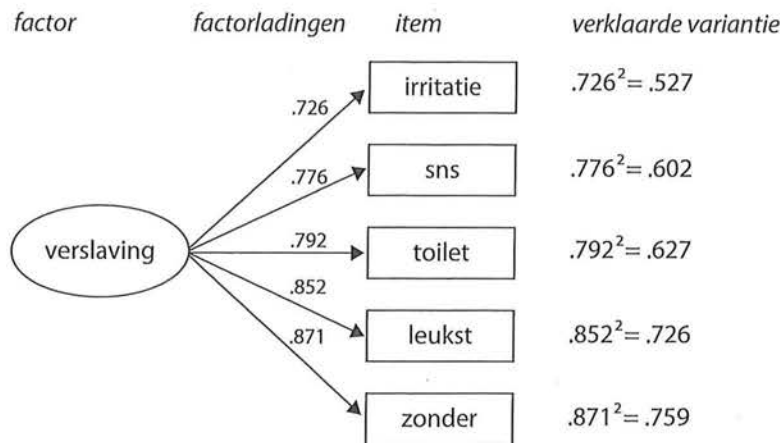 factor factorladingen item verklaarde variantie
.726 irritatie .726² = .527
.776 sns .776² = .602
verslaving .792 toilet .792² = .627
.852 leukst .852² = .726
.871 zonder .871² = .759